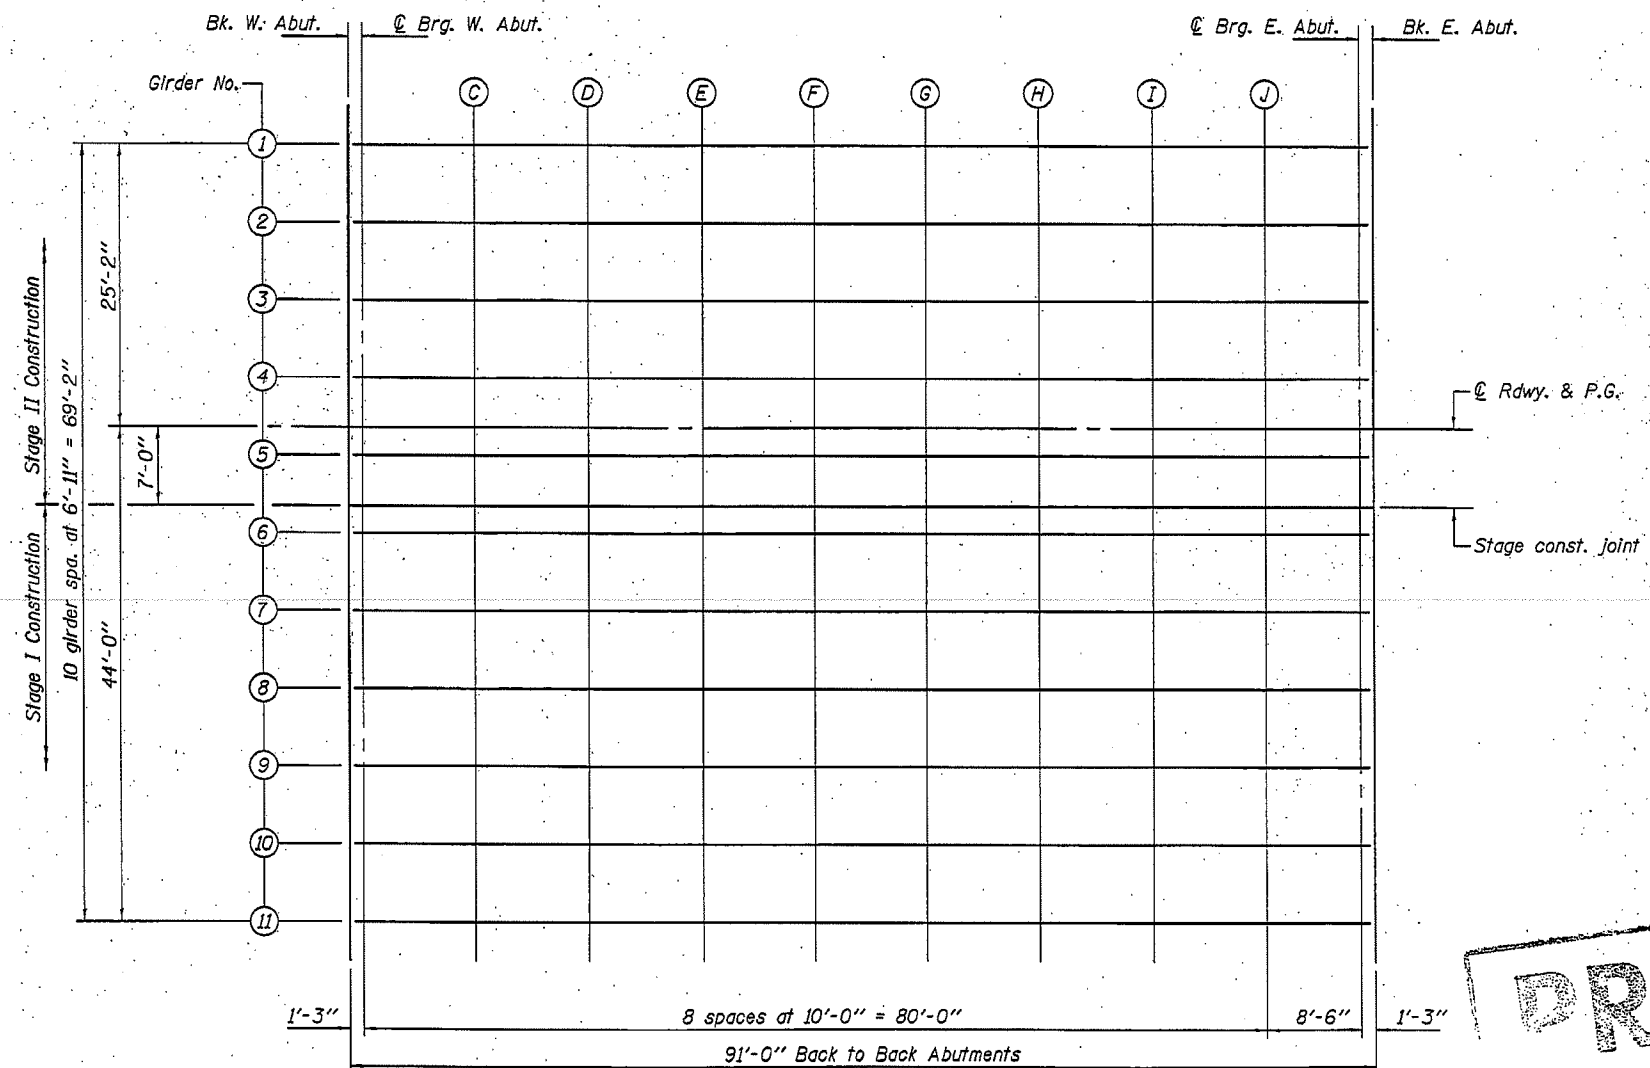 Bk. W. Abut.
℄ Brg. W. Abut.
℄ Brg. E. Abut.
Bk. E. Abut.
Girder No.
C
D
E
F
G
H
I
J
1
2
3
4
5
6
7
8
9
10
11
Stage II Construction
Stage I Construction
10 girder spa. at 6'-11" = 69'-2"
25'-2"
44'-0"
7'-0"
℄ Rdwy. & P.G.
Stage const. joint
1'-3"
8 spaces at 10'-0" = 80'-0"
8'-6"
1'-3"
91'-0" Back to Back Abutments
PR